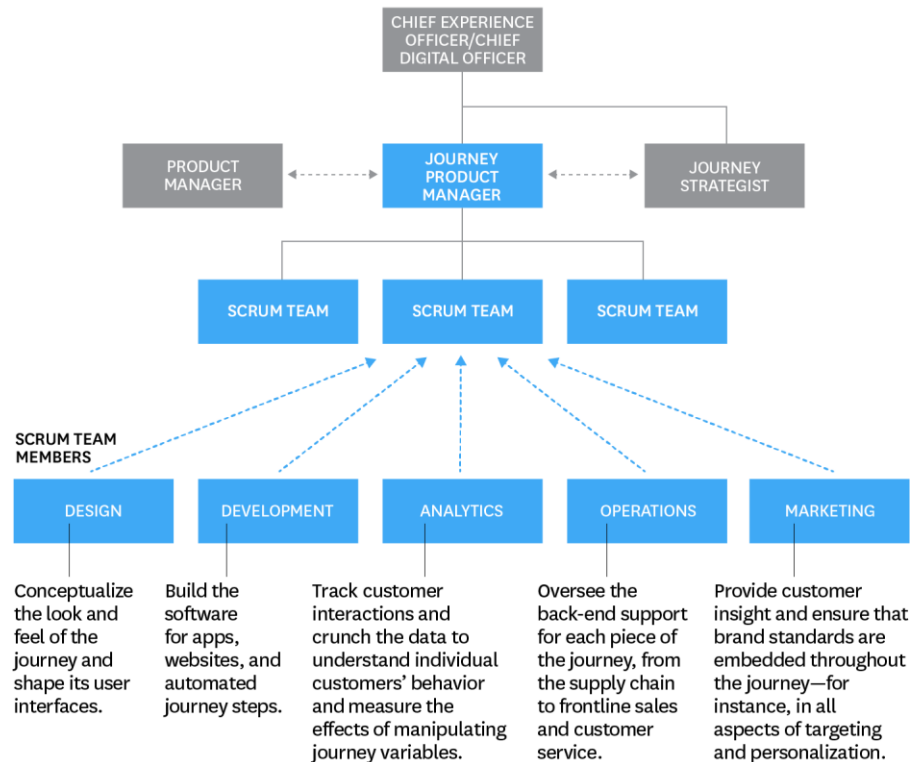 CHIEF EXPERIENCE
OFFICER/CHIEF
DIGITAL OFFICER
PRODUCT
MANAGER
JOURNEY
PRODUCT
MANAGER
JOURNEY
STRATEGIST
SCRUM TEAM
SCRUM TEAM
SCRUM TEAM
SCRUM TEAM
MEMBERS
DESIGN
DEVELOPMENT
ANALYTICS
OPERATIONS
MARKETING
Conceptualize
the look and
feel of the
journey and
shape its user
interfaces.
Build the
software
for apps,
websites, and
automated
journey steps.
Track customer
interactions and
crunch the data to
understand individual
customers’ behavior
and measure the
effects of manipulating
journey variables.
Oversee the
back-end support
for each piece of
the journey, from
the supply chain
to frontline sales
and customer
service.
Provide customer
insight and ensure that
brand standards are
embedded throughout
the journey—for
instance, in all
aspects of targeting
and personalization.